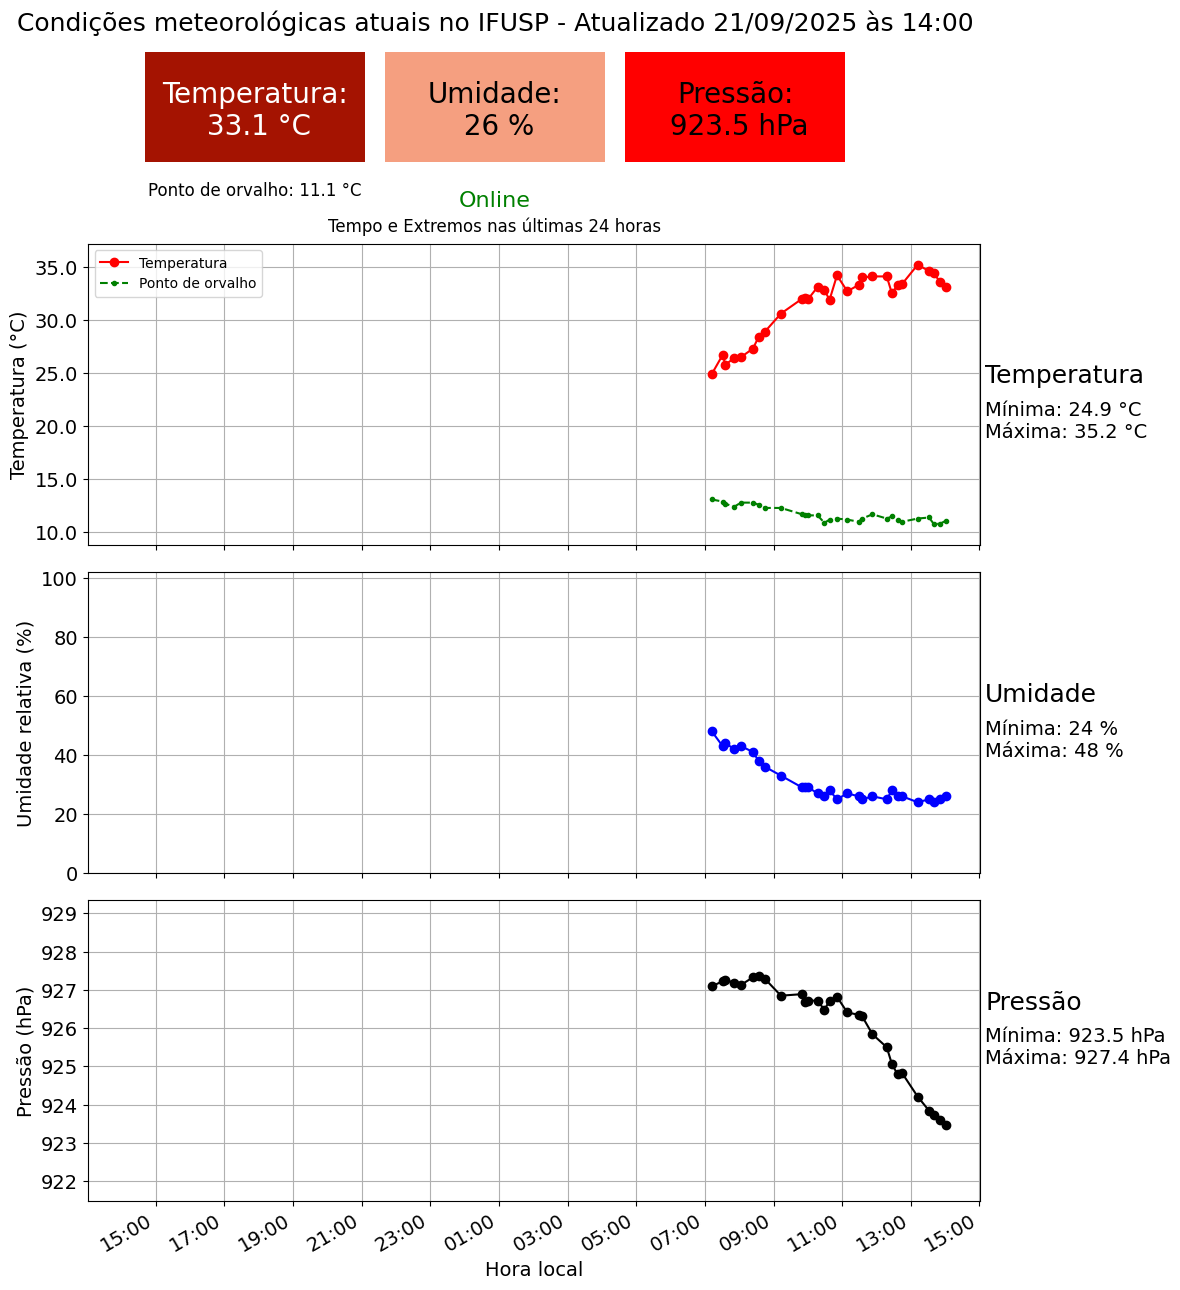 Condições meteorológicas atuais no IFUSP - Atualizado 21/09/2025 às 14:00
Temperatura:
33.1 °C
Umidade:
26 %
Pressão:
923.5 hPa
Ponto de orvalho: 11.1 °C
Online
Tempo e Extremos nas últimas 24 horas
Temperatura
Ponto de orvalho
Temperatura (°C)
35.0
30.0
25.0
20.0
15.0
10.0
Temperatura
Mínima: 24.9 °C
Máxima: 35.2 °C
Umidade relativa (%)
100
80
60
40
20
0
Umidade
Mínima: 24 %
Máxima: 48 %
Pressão (hPa)
929
928
927
926
925
924
923
922
Pressão
Mínima: 923.5 hPa
Máxima: 927.4 hPa
15:00
17:00
19:00
21:00
23:00
01:00
03:00
05:00
07:00
09:00
11:00
13:00
15:00
Hora local